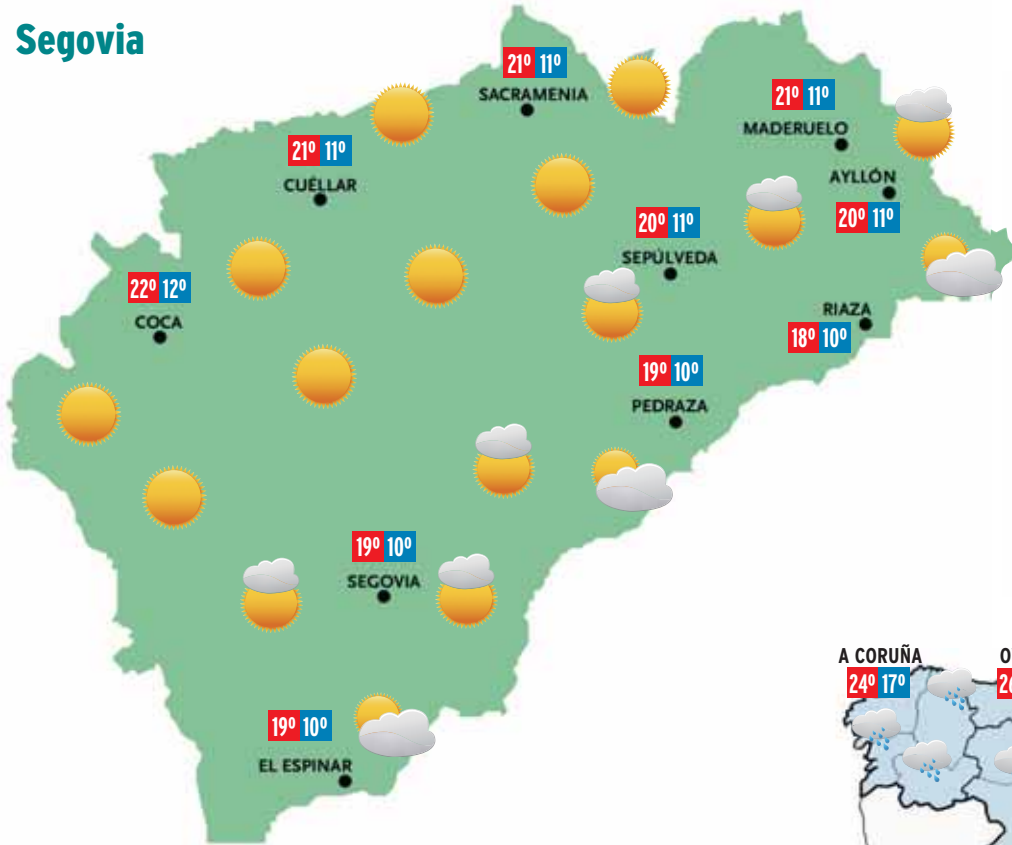 Segovia
21º 11º
SACRAMENIA
21º 11º
MADERUELO
21º 11º
CUÉLLAR
AYLLÓN
20º 11º
20º 11º
SEPÚLVEDA
22º 12º
COCA
RIAZA
18º 10º
19º 10º
PEDRAZA
19º 10º
SEGOVIA
A CORUÑA
24º 17º
19º 10º
EL ESPINAR